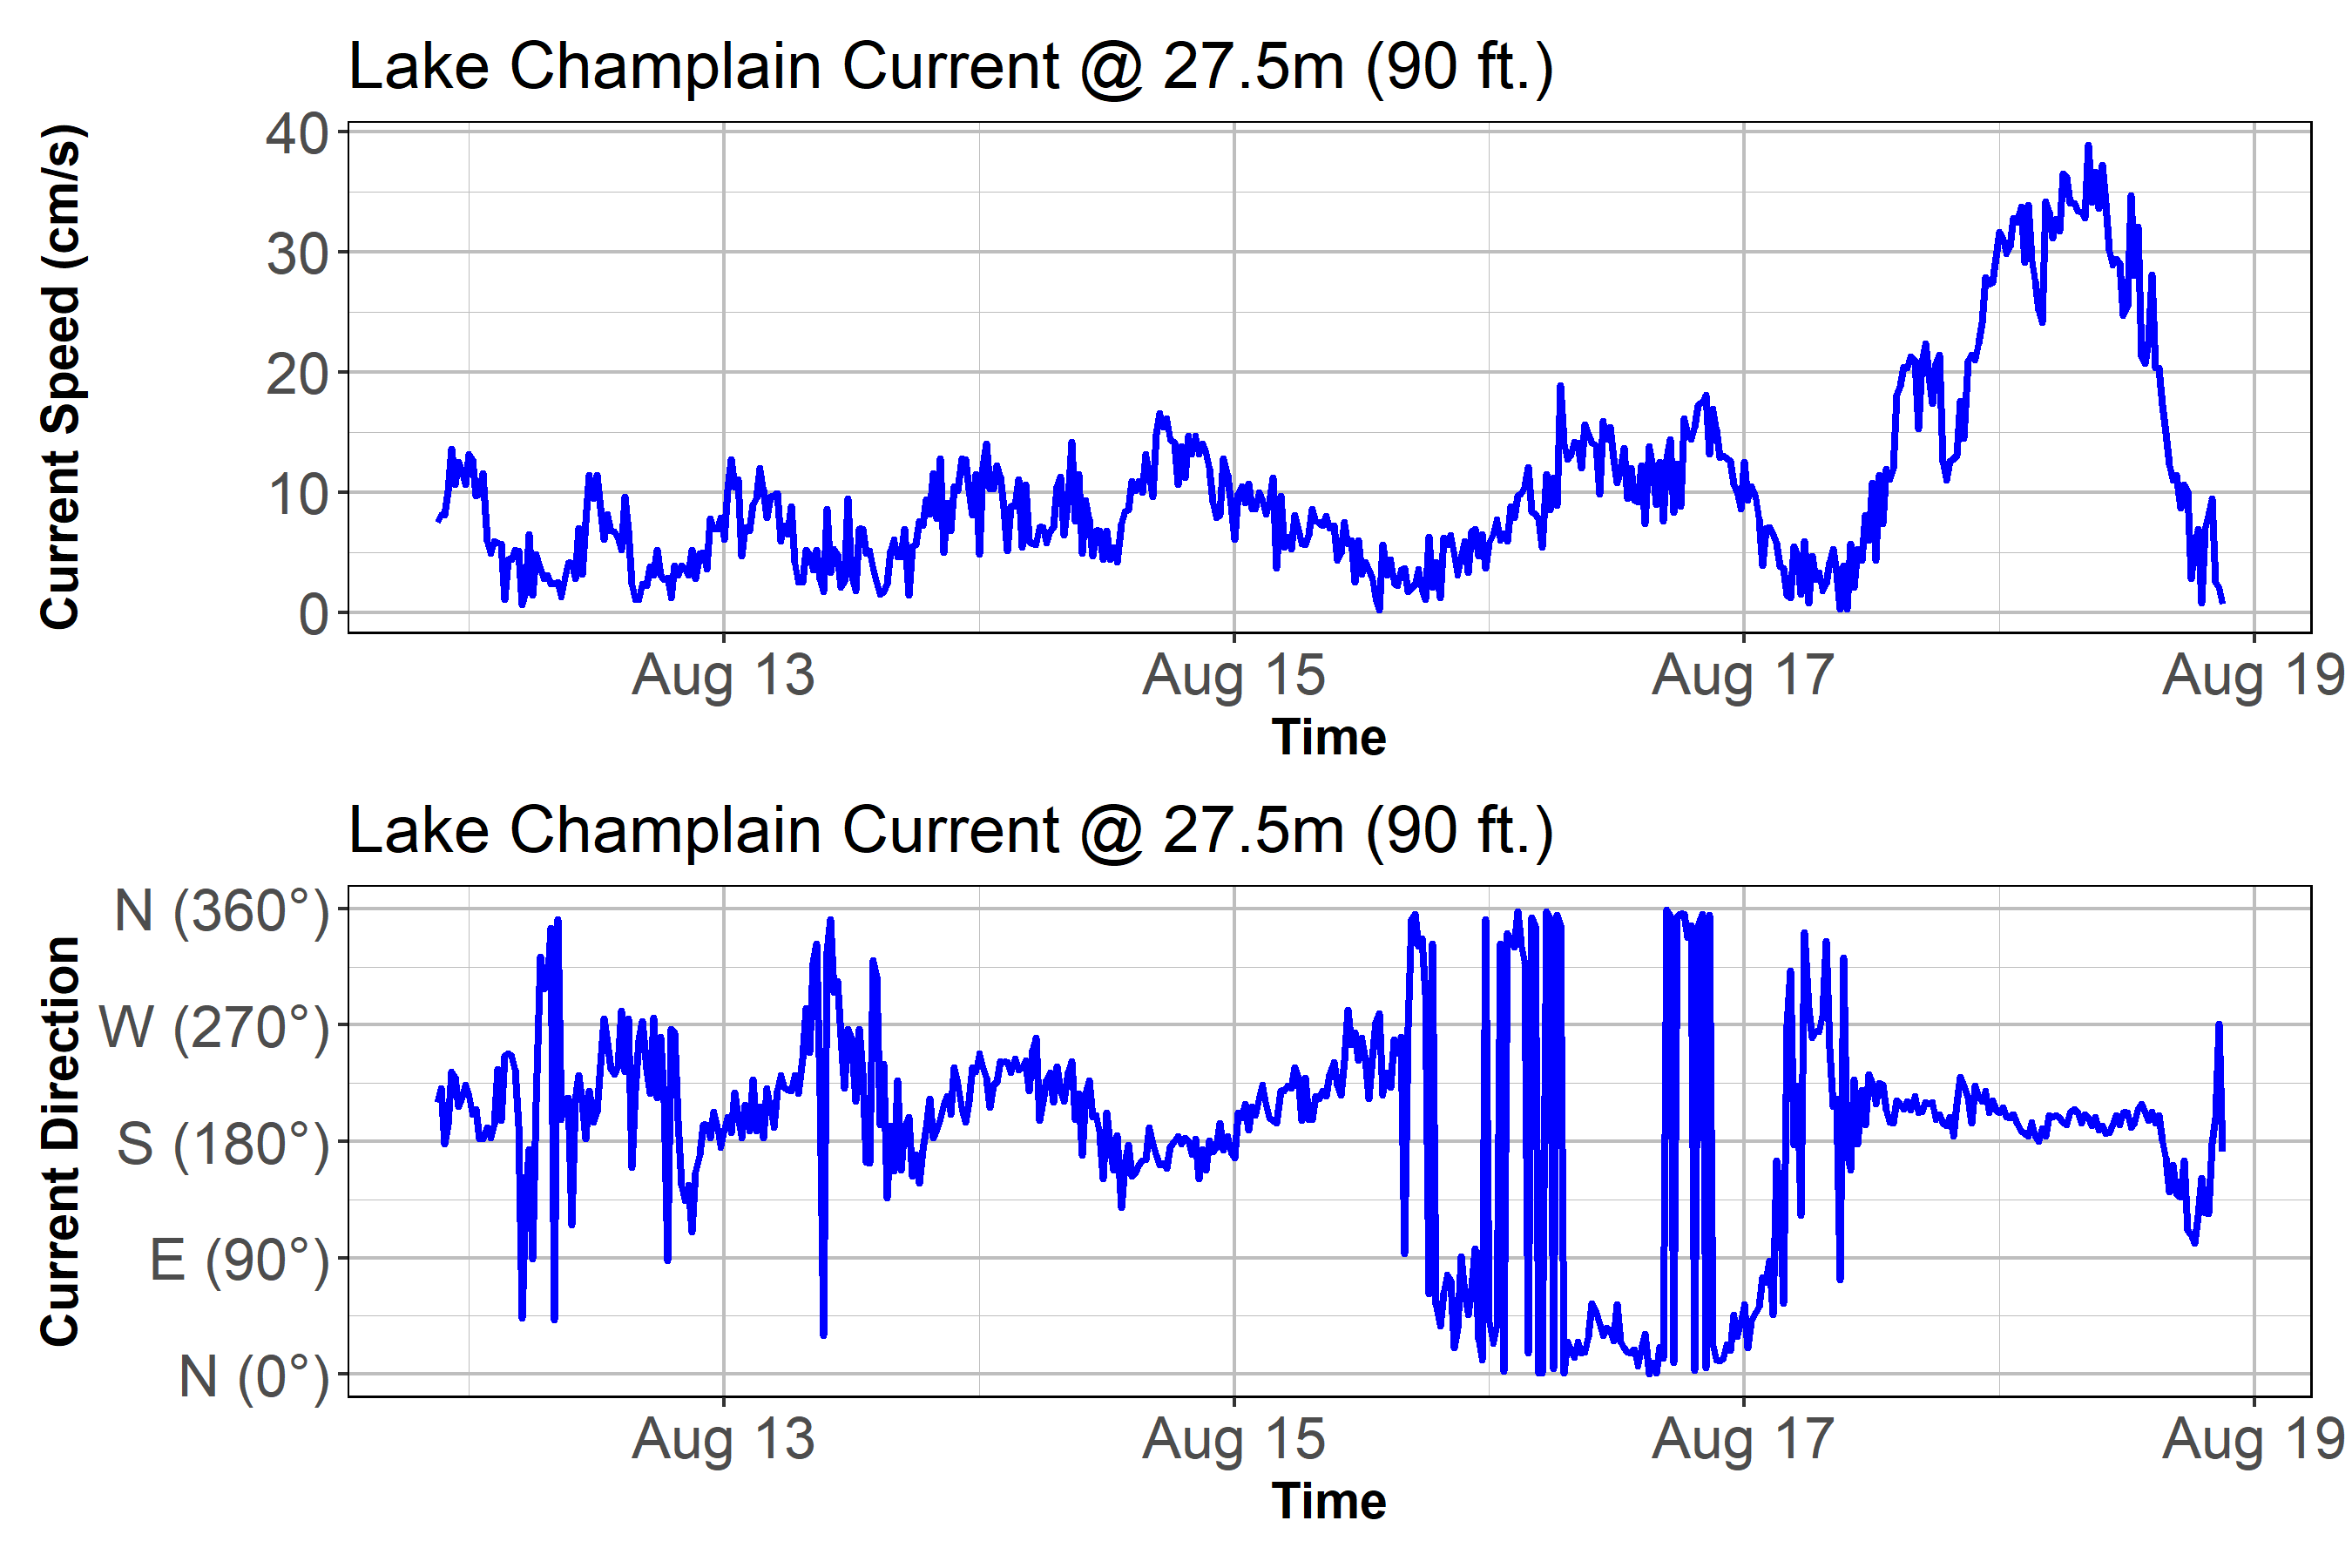 Lake Champlain Current @ 27.5m (90 ft.)
Current Speed (cm/s)
40
30
20
10
0
Aug 13 Aug 15 Aug 17 Aug 19
Time
Lake Champlain Current @ 27.5m (90 ft.)
Current Direction
N (360°)
W (270°)
S (180°)
E (90°)
N (0°)
Aug 13 Aug 15 Aug 17 Aug 19
Time